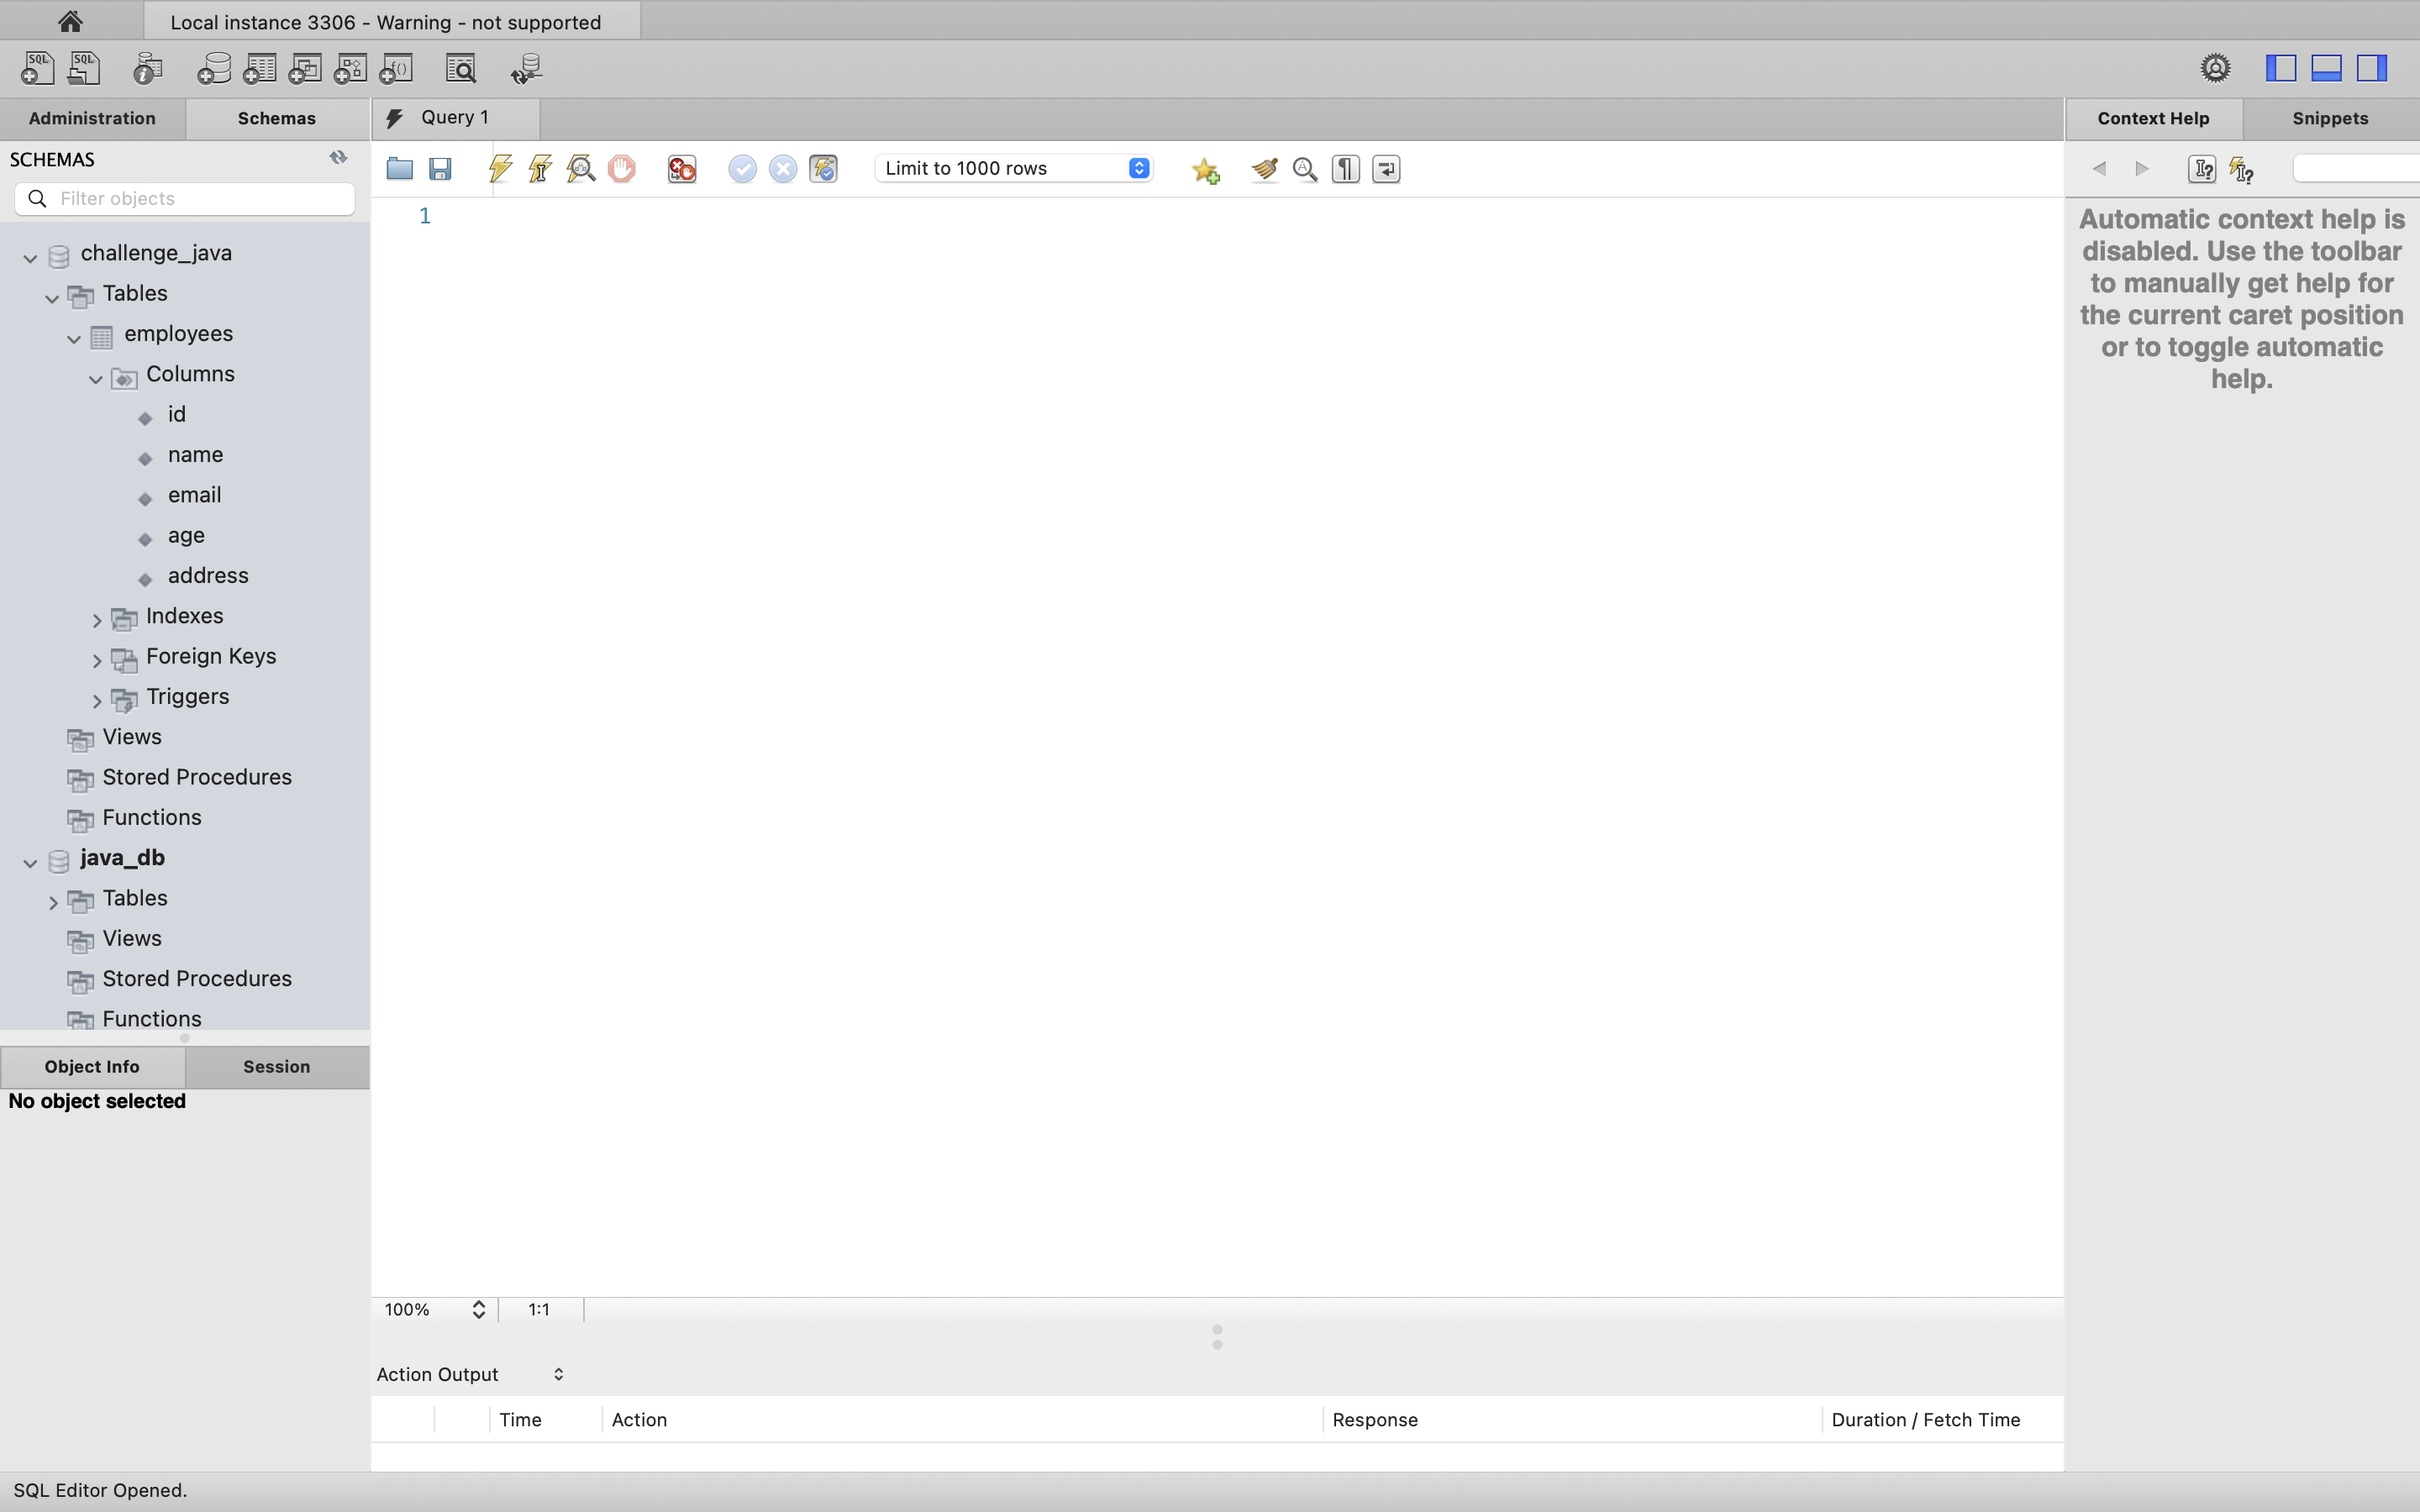 Local instance 3306 - Warning - not supported
SQL
SQL
Administration
Schemas
Query 1
Context Help
Snippets
SCHEMAS
Filter objects
Limit to 1000 rows
1
Automatic context help is
disabled. Use the toolbar
to manually get help for
the current caret position
or to toggle automatic
help.
challenge_java
Tables
employees
Columns
id
name
email
age
address
Indexes
Foreign Keys
Triggers
Views
Stored Procedures
Functions
java_db
Tables
Views
Stored Procedures
Functions
Object Info
Session
No object selected
100%
1:1
Action Output
Time
Action
Response
Duration / Fetch Time
SQL Editor Opened.